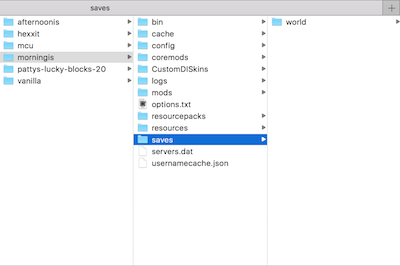 saves
afternoonis
hexxit
mcu
morningis
pattys-lucky-blocks-20
vanilla
bin
cache
config
coremods
CustomDISkins
logs
mods
options.txt
resourcepacks
resources
saves
servers.dat
usernamecache.json
world